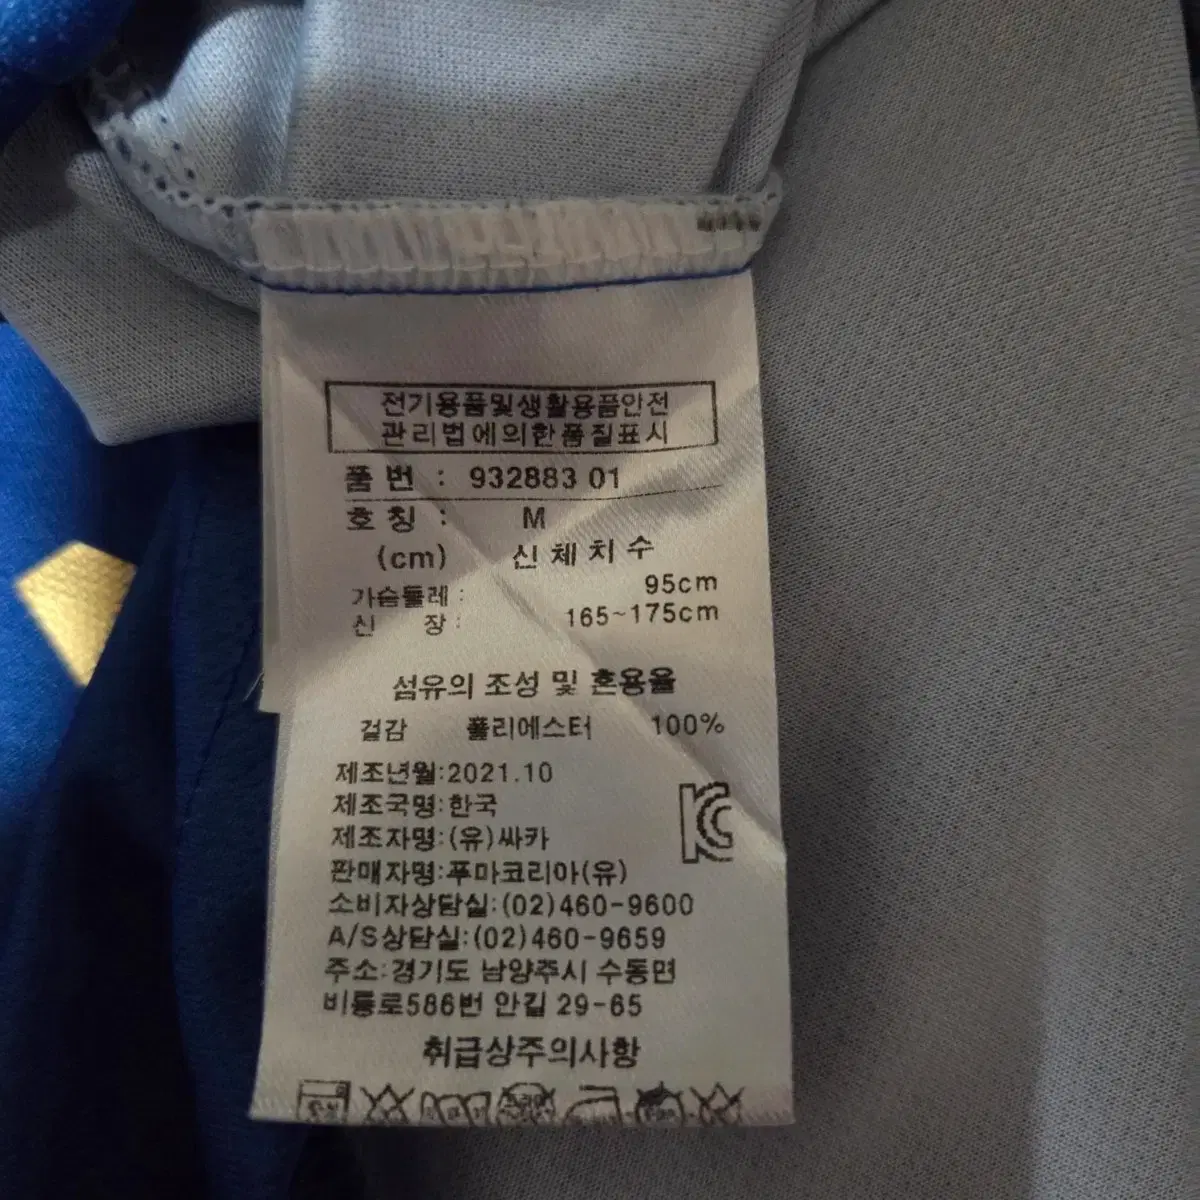 전기용품및생활용품안전
관리법에의한품질표시
품 번 : 932883 01
호 칭 : M
(cm) 신 체 치 수
가슴둘레 : 95cm
신 장 : 165~175cm
섬유의 조성 및 혼용율
겉감 폴리에스터 100%
제조년월:2021.10
제조국명:한국
제조자명:(유)싸카
판매자명:푸마코리아(유)
소비자상담실:(02)460-9600
A/S상담실:(02)460-9659
주소:경기도 남양주시 수동면
비룡로586번 안길 29-65
취급상주의사항